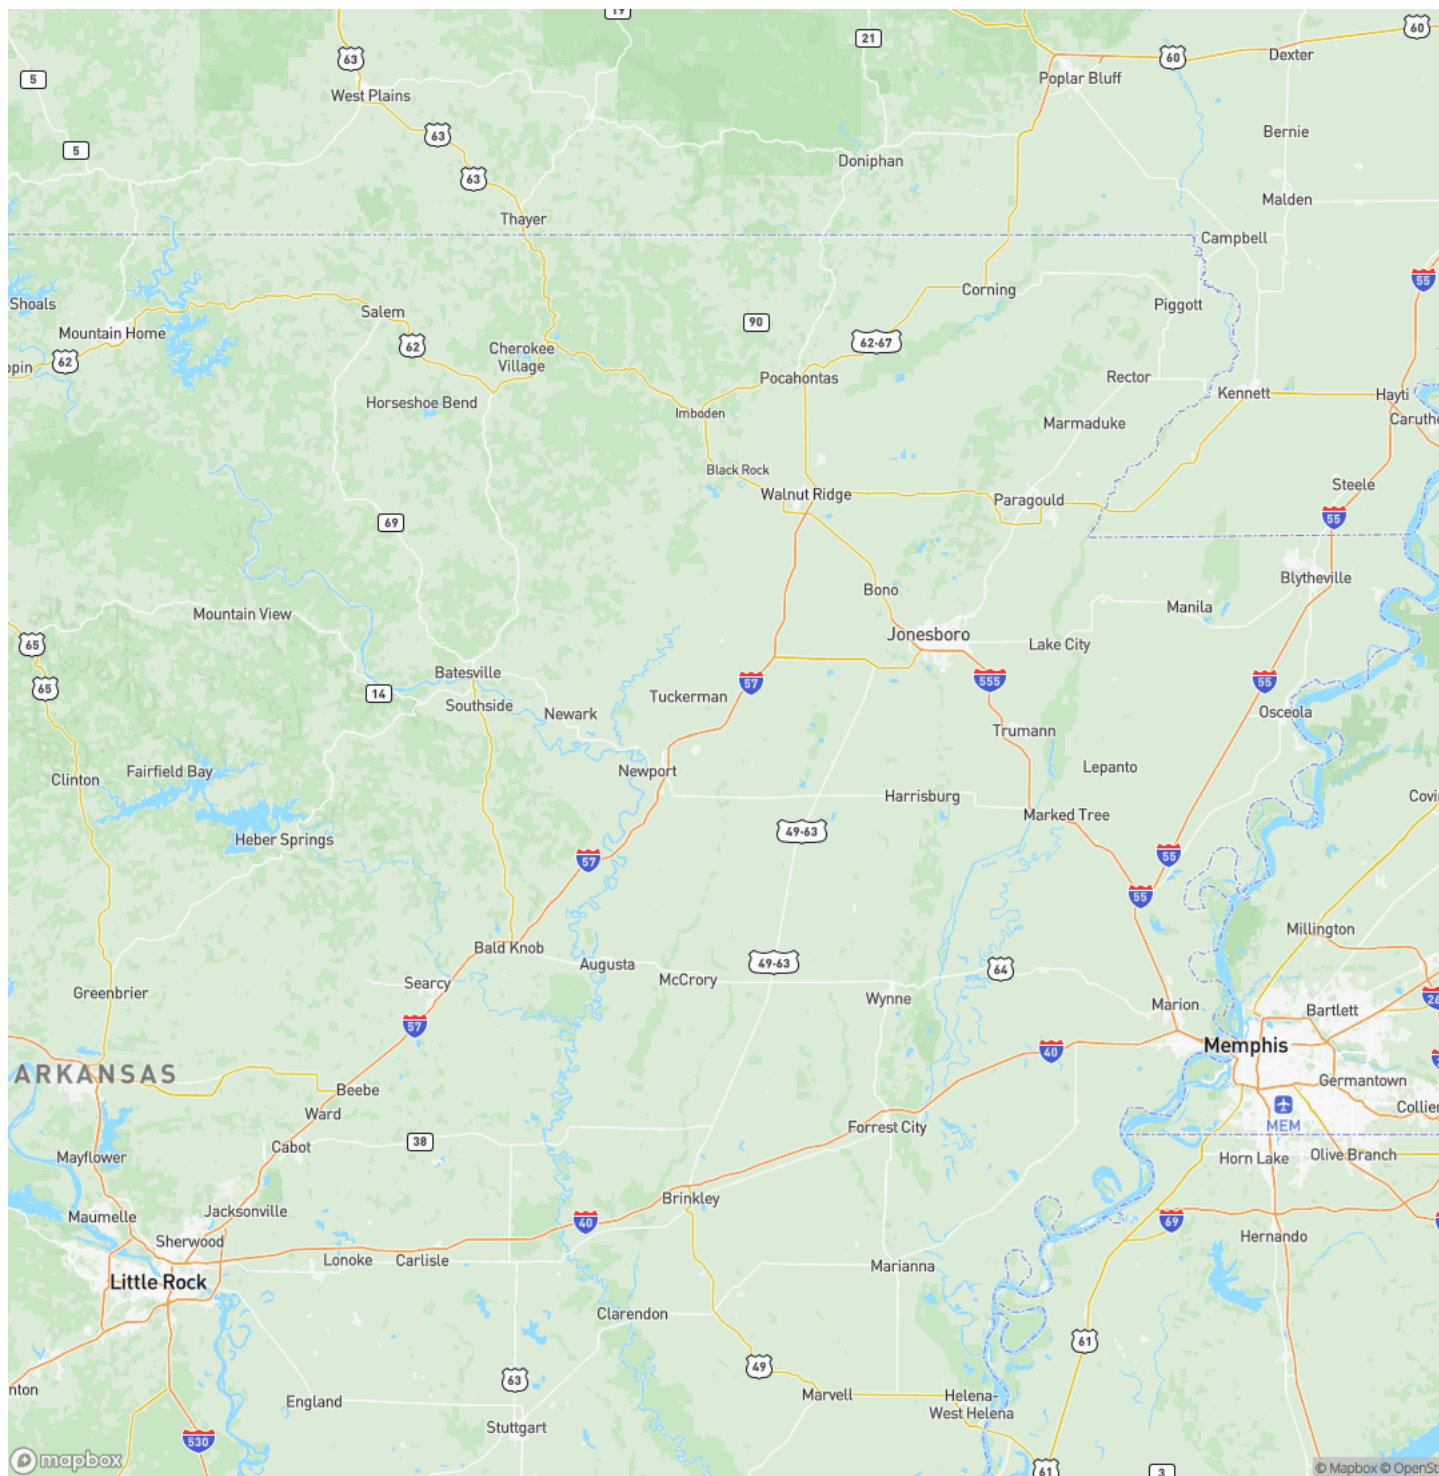 19
21
60
60
Dexter
5
63
Poplar Bluff
West Plains
63
Bernie
5
Doniphan
63
Malden
Thayer
Campbell
55
Corning
Shoals
Salem
Piggott
90
Mountain Home
62
62-67
Cherokee
Village
62
opin
Pocahontas
Rector
Kennett
Hayti
Horseshoe Bend
Imboden
Marmaduke
Caruthe
Black Rock
Steele
Walnut Ridge
Paragould
69
55
Blytheville
Bono
Manila
Mountain View
65
Jonesboro
Lake City
Batesville
65
14
57
555
55
Tuckerman
Southside
Newark
Osceola
Trumann
Fairfield Bay
Clinton
Newport
Lepanto
Harrisburg
Covi
Marked Tree
49-63
Heber Springs
57
55
55
Millington
Bald Knob
Augusta
49-63
64
Searcy
McCrory
Greenbrier
Wynne
26
Marion
Bartlett
57
40
Memphis
ARKANSAS
Beebe
Germantown
Ward
Collier
MEM
Forrest City
38
Cabot
Mayflower
Horn Lake
Olive Branch
Brinkley
Jacksonville
Maumelle
40
69
Sherwood
Hernando
Lonoke
Carlisle
Marianna
Little Rock
Clarendon
61
49
63
nton
England
Marvell
Helena-
West Helena
Stuttgart
530
mapbox
61
3
© Mapbox © OpenSt